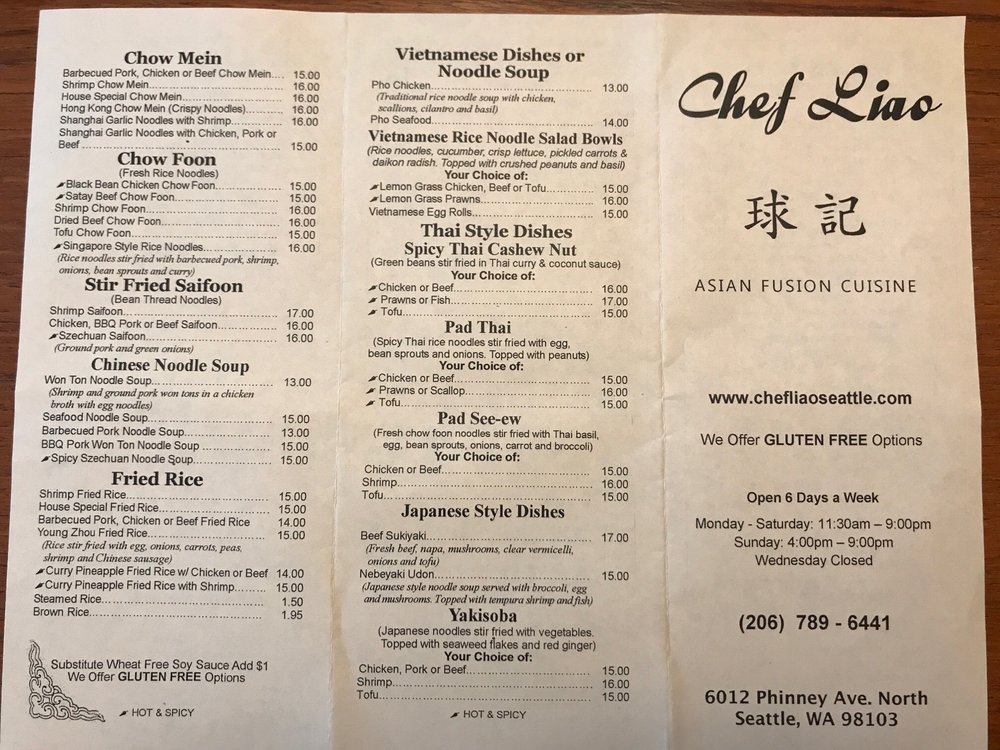 Chow Mein
Barbecued Pork, Chicken or Beef Chow Mein.... 15.00
Shrimp Chow Mein... 16.00
House Special Chow Mein... 16.00
Hong Kong Chow Mein (Crispy Noodles)... 16.00
Shanghai Garlic Noodles with Shrimp... 16.00
Shanghai Garlic Noodles with Chicken, Pork or
Beef ... 15.00
Chow Foon
(Fresh Rice Noodles)
Black Bean Chicken Chow Foon... 15.00
Satay Beef Chow Foon... 15.00
Shrimp Chow Foon... 16.00
Dried Beef Chow Foon... 16.00
Tofu Chow Foon... 15.00
Singapore Style Rice Noodles... 16.00
(Rice noodles stir fried with barbecued pork, shrimp,
onions, bean sprouts and curry)
Stir Fried Saifoon
(Bean Thread Noodles)
Shrimp Saifoon... 17.00
Chicken, BBQ Pork or Beef Saifoon... 16.00
Szechuan Saifoon... 16.00
(Ground pork and green onions)
Chinese Noodle Soup
Won Ton Noodle Soup... 13.00
(Shrimp and ground pork won tons in a chicken
broth with egg noodles)
Seafood Noodle Soup... 15.00
Barbecued Pork Noodle Soup... 13.00
BBQ Pork Won Ton Noodle Soup ... 15.00
Spicy Szechuan Noodle Soup... 15.00
Fried Rice
Shrimp Fried Rice... 15.00
House Special Fried Rice... 15.00
Barbecued Pork, Chicken or Beef Fried Rice 14.00
Young Zhou Fried Rice... 15.00
(Rice stir fried with egg, onions, carrots, peas,
shrimp and Chinese sausage)
Curry Pineapple Fried Rice w/ Chicken or Beef 14.00
Curry Pineapple Fried Rice with Shrimp... 15.00
Steamed Rice... 1.50
Brown Rice... 1.95
Substitute Wheat Free Soy Sauce Add $1
We Offer GLUTEN FREE Options
HOT & SPICY
Vietnamese Dishes or
Noodle Soup
Pho Chicken... 13.00
(Traditional rice noodle soup with chicken,
scallions, cilantro and basil)
Pho Seafood... 14.00
Vietnamese Rice Noodle Salad Bowls
(Rice noodles, cucumber, crisp lettuce, pickled carrots &
daikon radish. Topped with crushed peanuts and basil)
Your Choice of:
Lemon Grass Chicken, Beef or Tofu... 15.00
Lemon Grass Prawns... 16.00
Vietnamese Egg Rolls... 15.00
Thai Style Dishes
Spicy Thai Cashew Nut
(Green beans stir fried in Thai curry & coconut sauce)
Your Choice of:
Chicken or Beef... 16.00
Prawns or Fish... 17.00
Tofu... 15.00
Pad Thai
(Spicy Thai rice noodles stir fried with egg,
bean sprouts and onions. Topped with peanuts)
Your Choice of:
Chicken or Beef... 15.00
Prawns or Scallop... 16.00
Tofu... 15.00
Pad See-ew
(Fresh chow foon noodles stir fried with Thai basil,
egg, bean sprouts, onions, carrot and broccoli)
Your Choice of:
Chicken or Beef... 15.00
Shrimp... 16.00
Tofu... 15.00
Japanese Style Dishes
Beef Sukiyaki... 17.00
(Fresh beef, napa, mushrooms, clear vermicelli,
onions and tofu)
Nebeyaki Udon... 15.00
(Japanese style noodle soup served with broccoli, egg
and mushrooms. Topped with tempura shrimp and fish)
Yakisoba
(Japanese noodles stir fried with vegetables.
Topped with seaweed flakes and red ginger)
Your Choice of:
Chicken, Pork or Beef... 15.00
Shrimp... 16.00
Tofu... 15.00
HOT & SPICY
Chef Liao
球記
ASIAN FUSION CUISINE
www.chefliaoseattle.com
We Offer GLUTEN FREE Options
Open 6 Days a Week
Monday - Saturday: 11:30am – 9:00pm
Sunday: 4:00pm – 9:00pm
Wednesday Closed
(206) 789 - 6441
6012 Phinney Ave. North
Seattle, WA 98103